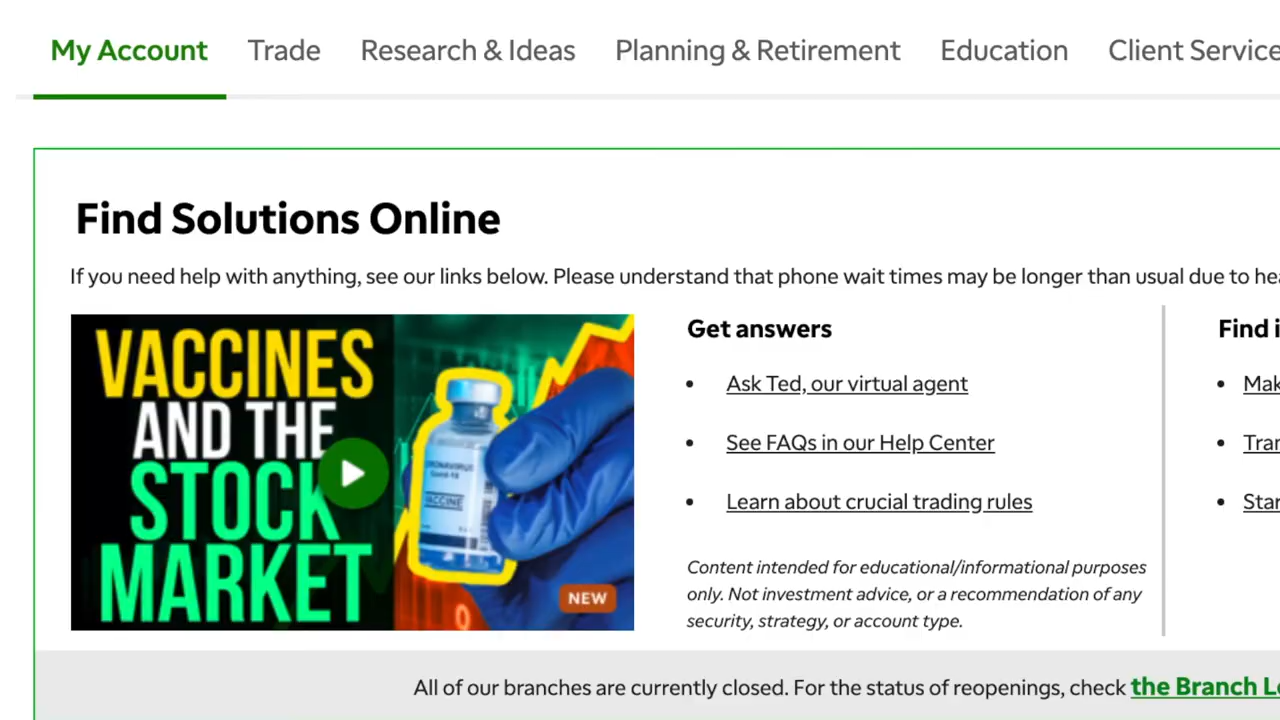 My Account Trade Research & Ideas Planning & Retirement Education Client Service
Find Solutions Online
If you need help with anything, see our links below. Please understand that phone wait times may be longer than usual due to
VACCINES
AND THE
STOCK
MARKET
CORONAVIRUS
Covid-19
VACCINE
NEW
Get answers
• Ask Ted, our virtual agent
• See FAQs in our Help Center
• Learn about crucial trading rules
Content intended for educational/informational purposes
only. Not investment advice, or a recommendation of any
security, strategy, or account type.
Find
All of our branches are currently closed. For the status of reopenings, check the Branch